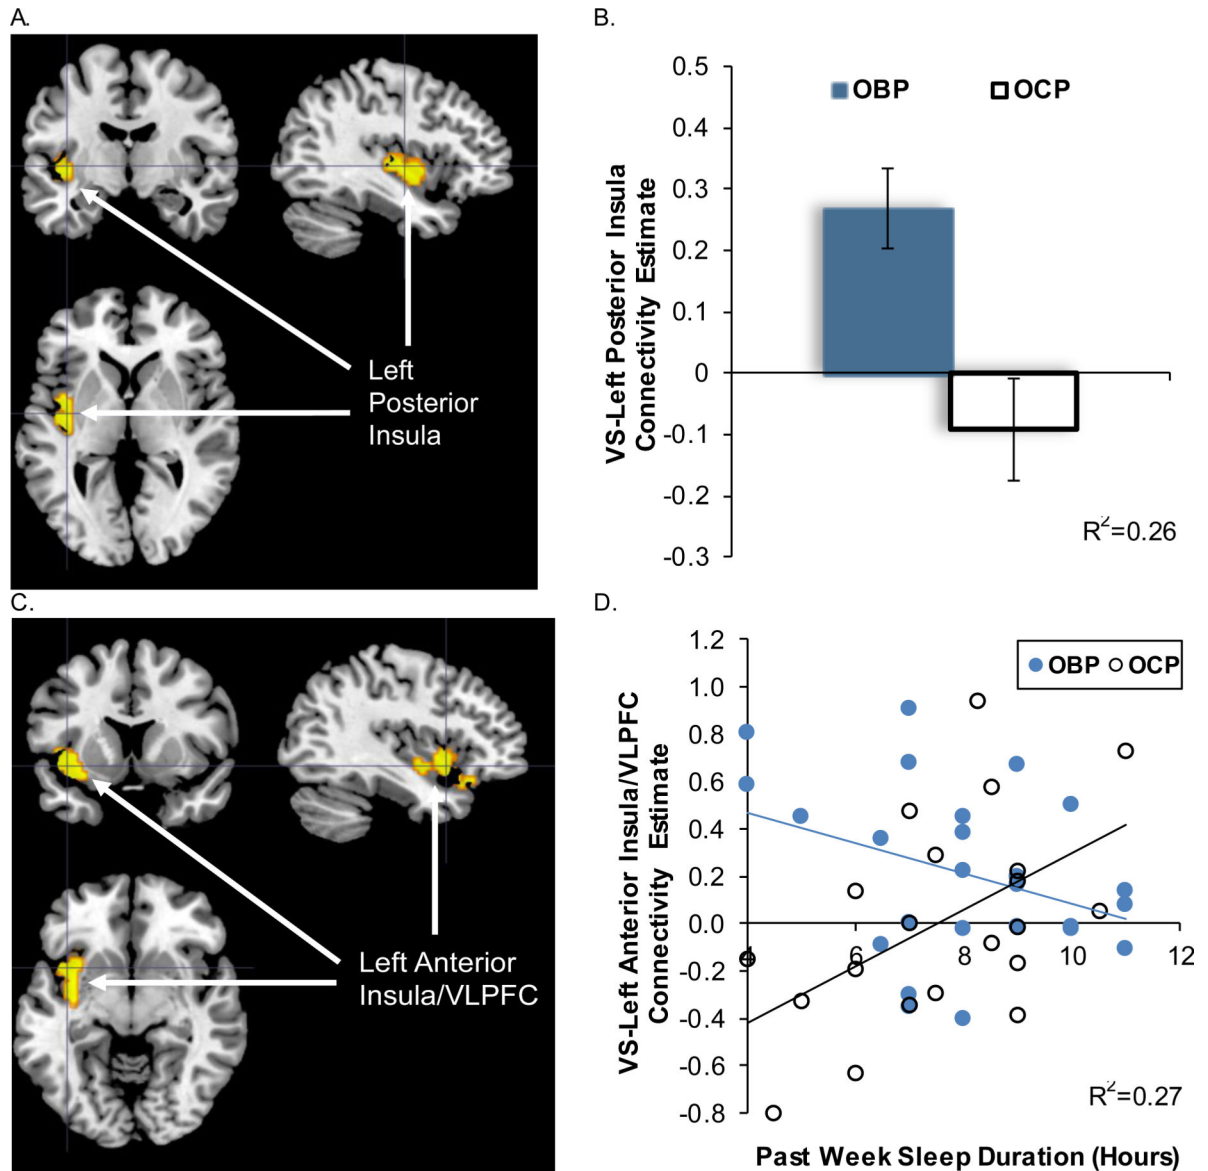 A.
Left
Posterior
Insula
B.
VS-Left Posterior Insula
Connectivity Estimate
0.5
0.4
0.3
0.2
0.1
0
-0.1
-0.2
-0.3
OBP
OCP
R²=0.26
C.
Left Anterior
Insula/VLPFC
D.
VS-Left Anterior Insula/VLPFC
Connectivity Estimate
1.2
1.0
0.8
0.6
0.4
0.2
0.0
-0.2
-0.4
-0.6
-0.8
OBP OCP
4 6 8 10 12
R²=0.27
Past Week Sleep Duration (Hours)